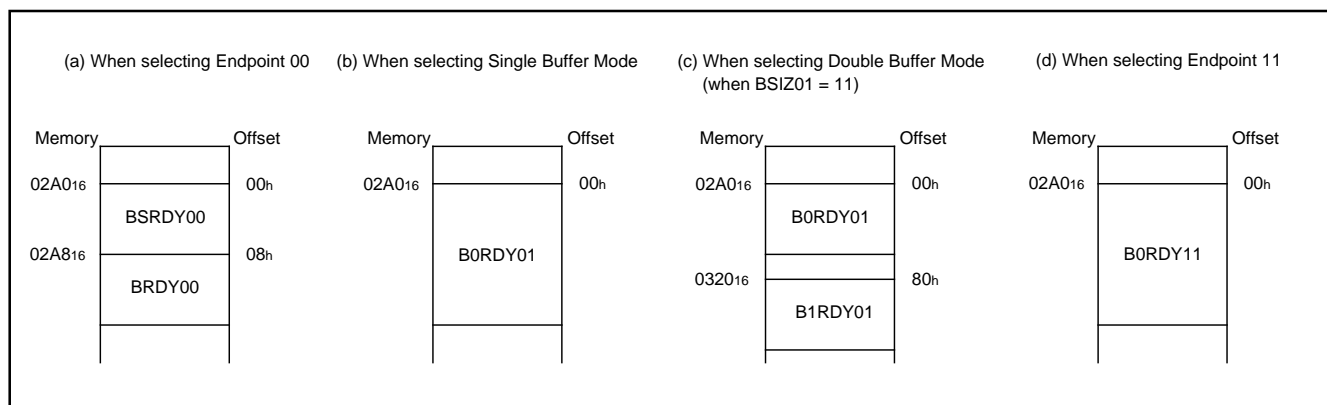 (a) When selecting Endpoint 00
Memory Offset
02A016 00h
BSRDY00
02A816 08h
BRDY00
(b) When selecting Single Buffer Mode
Memory Offset
02A016 00h
B0RDY01
(c) When selecting Double Buffer Mode
(when BSIZ01 = 11)
Memory Offset
02A016 00h
B0RDY01
032016 80h
B1RDY01
(d) When selecting Endpoint 11
Memory Offset
02A016 00h
B0RDY11